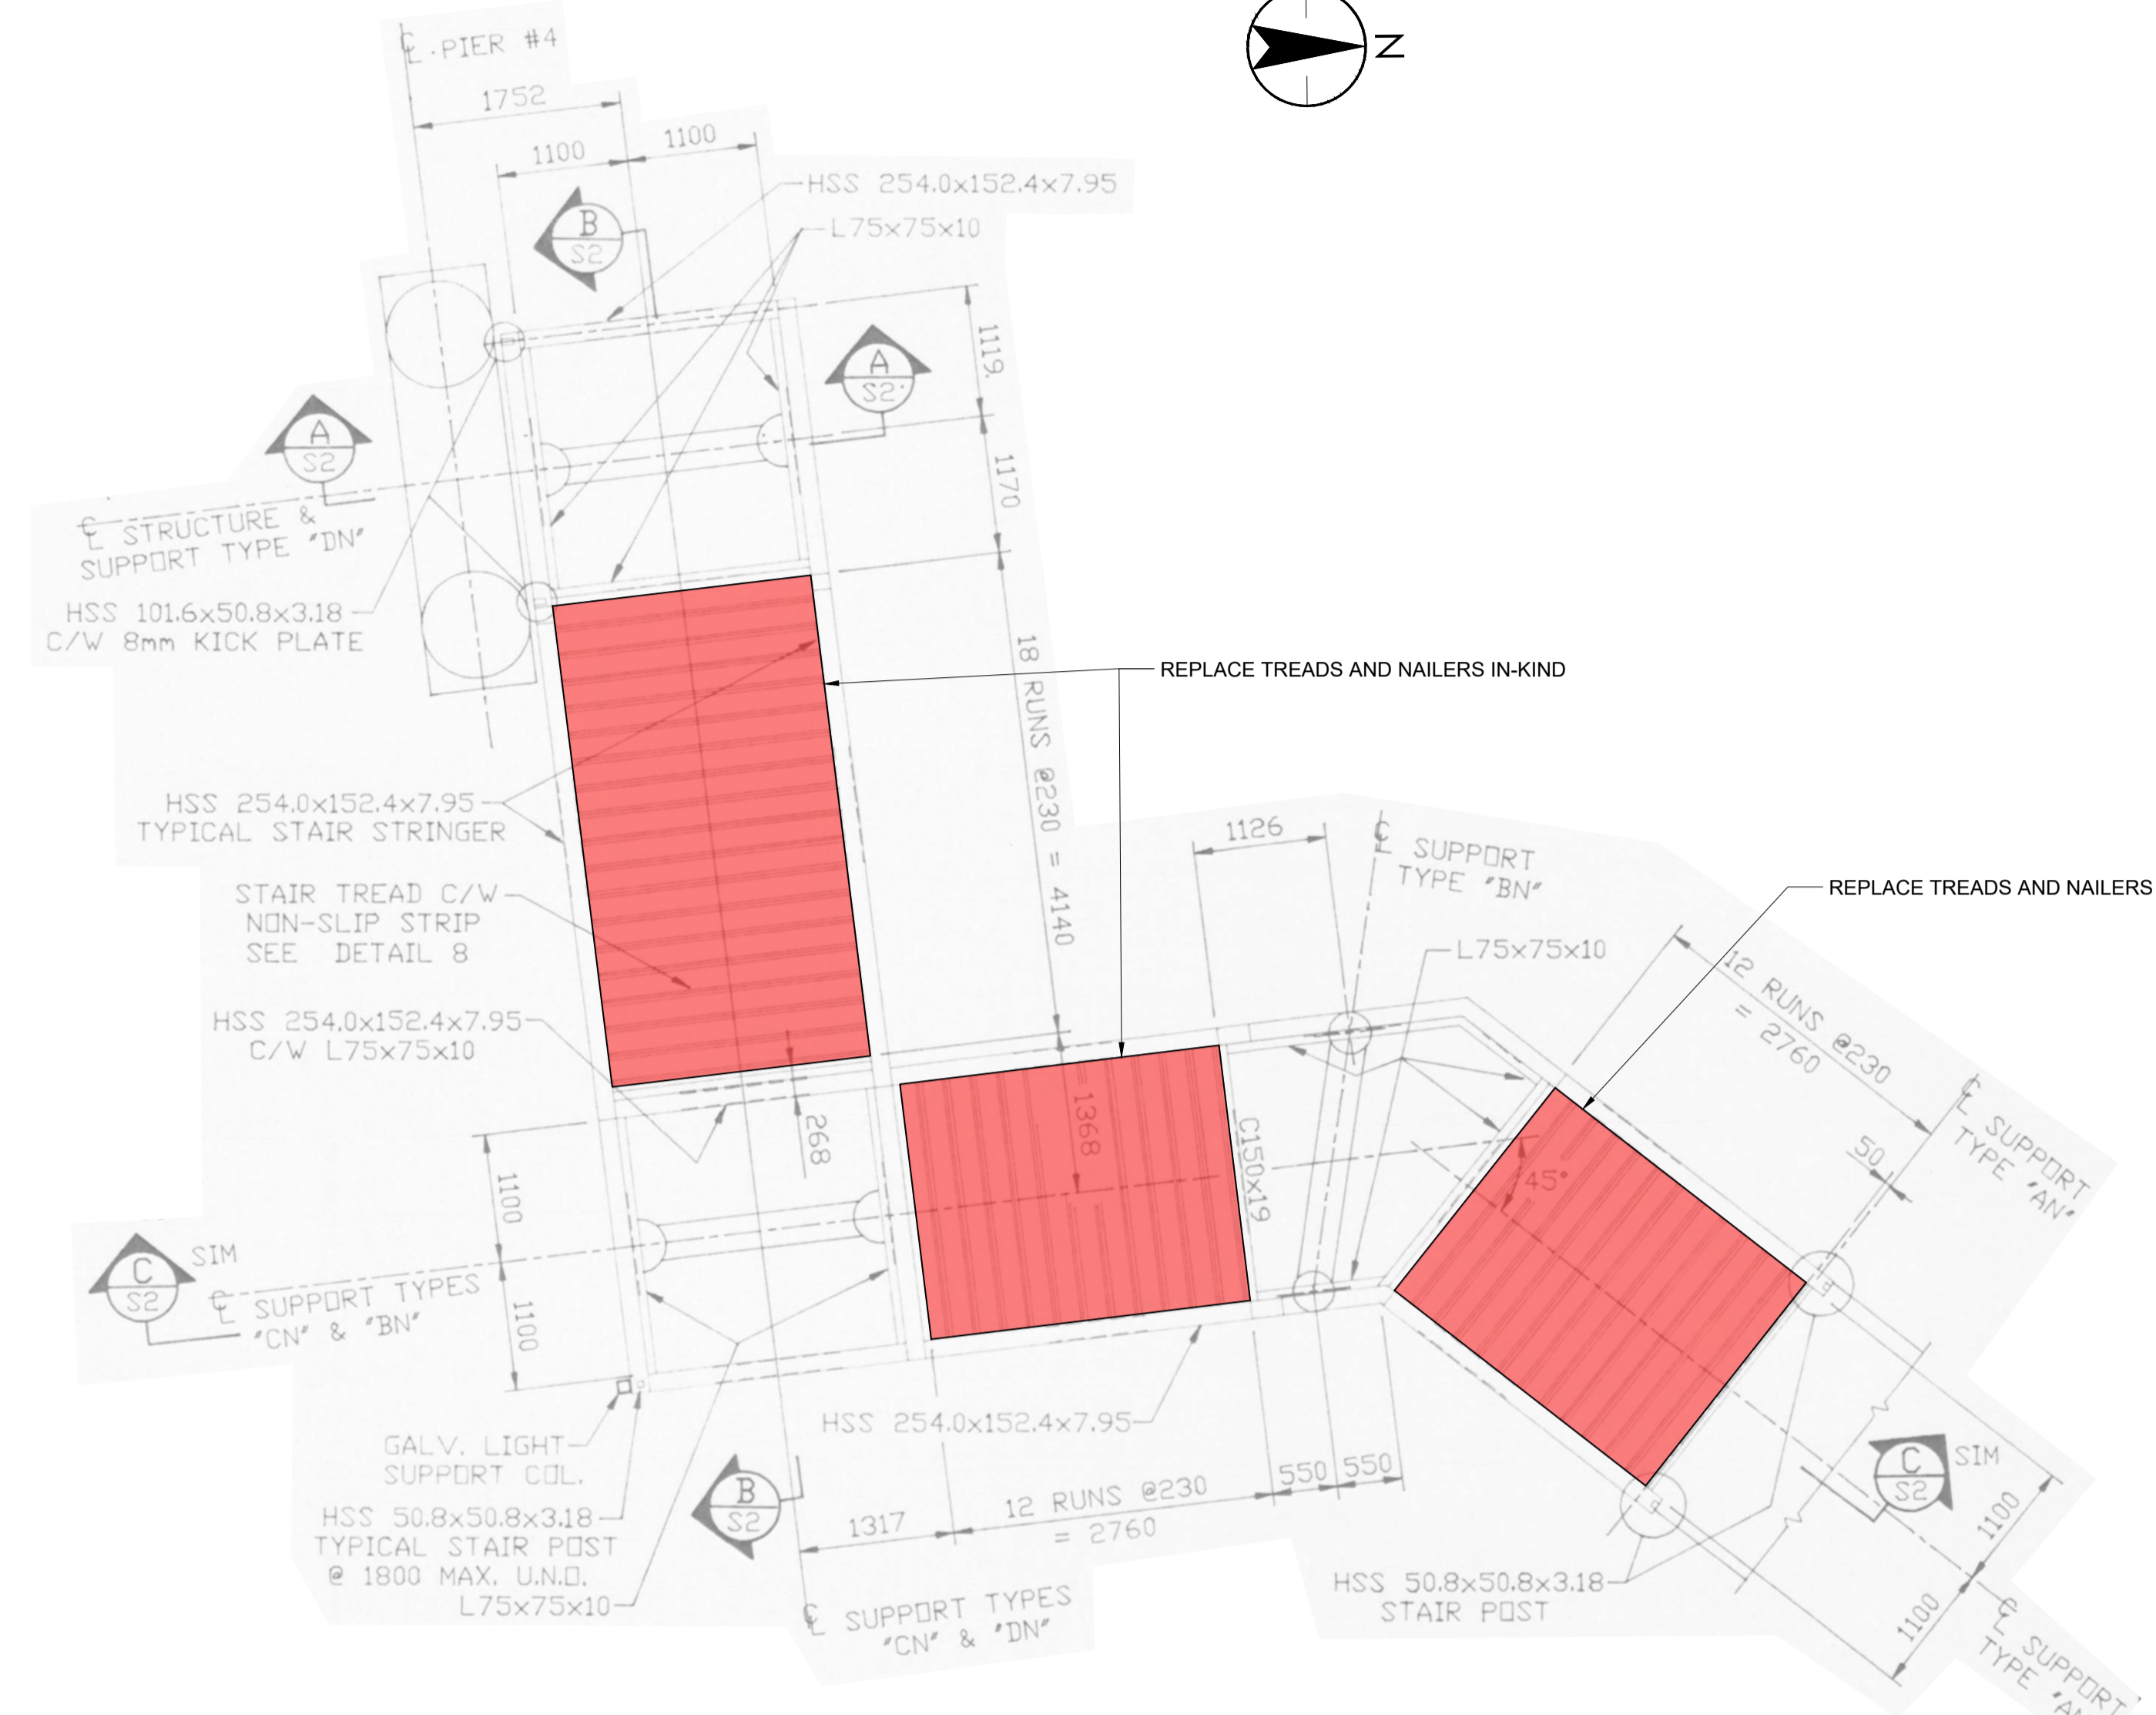 N
℄ PIER #4
1752
1100
1100
HSS 254.0x152.4x7.95
L75x75x10
B
S2
A
S2
1119
1170
A
S2
℄ STRUCTURE &
SUPPORT TYPE "DN"
HSS 101.6x50.8x3.18
C/W 8mm KICK PLATE
18 RUNS @230 = 4140
REPLACE TREADS AND NAILERS IN-KIND
HSS 254.0x152.4x7.95
TYPICAL STAIR STRINGER
STAIR TREAD C/W
NON-SLIP STRIP
SEE DETAIL 8
HSS 254.0x152.4x7.95
C/W L75x75x10
1126
℄ SUPPORT
TYPE "BN"
REPLACE TREADS AND NAILERS
L75x75x10
12 RUNS @230
= 2760
℄ SUPPORT
TYPE "AN"
50
268
1368
C150x19
45°
1100
1100
C
S2
SIM
℄ SUPPORT TYPES
"CN" & "BN"
GALV. LIGHT
SUPPORT COL.
HSS 50.8x50.8x3.18
TYPICAL STAIR POST
@ 1800 MAX. U.N.O.
L75x75x10
B
S2
HSS 254.0x152.4x7.95
1317
12 RUNS @230
= 2760
550
550
℄ SUPPORT TYPES
"CN" & "DN"
HSS 50.8x50.8x3.18
STAIR POST
C
S2
SIM
1100
1100
℄ SUPPORT
TYPE